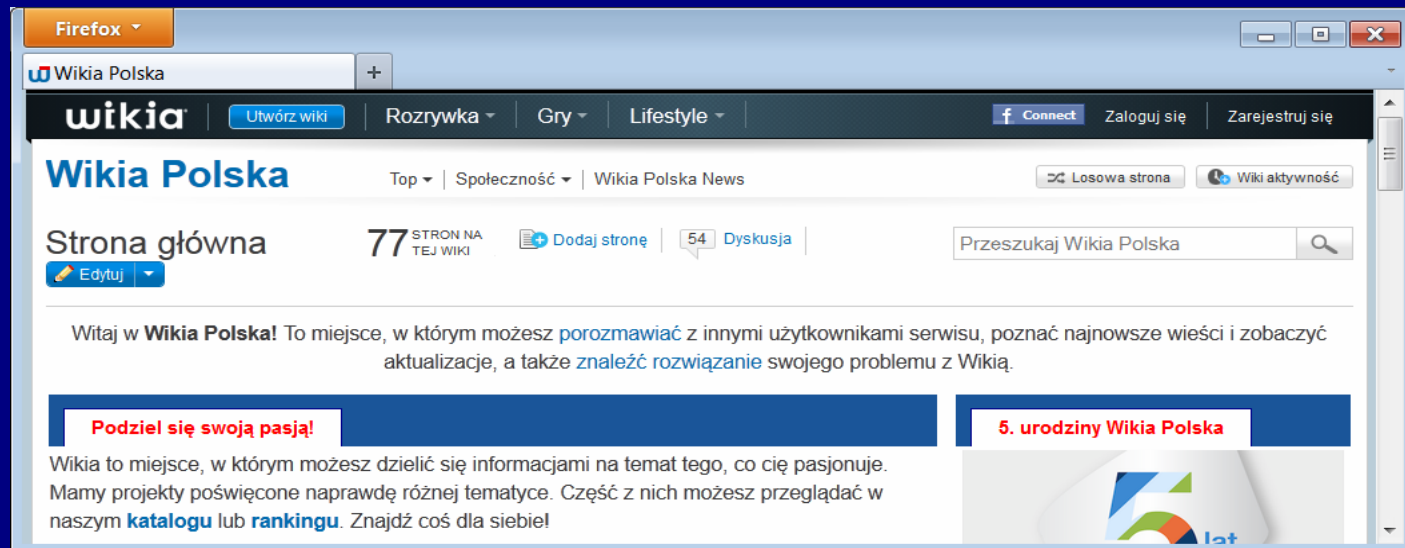 Firefox
Wikia Polska
wikia Utwórz wiki Rozrywka Gry Lifestyle f Connect Zaloguj się Zarejestruj się
Wikia Polska Top Społeczność Wikia Polska News Losowa strona Wiki aktywność
Strona główna 77 STRON NA TEJ WIKI Dodaj stronę 54 Dyskusja Przeszukaj Wikia Polska
Edytuj
Witaj w Wikia Polska! To miejsce, w którym możesz porozmawiać z innymi użytkownikami serwisu, poznać najnowsze wieści i zobaczyć
aktualizacje, a także znaleźć rozwiązanie swojego problemu z Wikią.
Podziel się swoją pasją!
Wikia to miejsce, w którym możesz dzielić się informacjami na temat tego, co cię pasjonuje.
Mamy projekty poświęcone naprawdę różnej tematyce. Część z nich możesz przeglądać w
naszym katalogu lub rankingu. Znajdź coś dla siebie!
5. urodziny Wikia Polska
5 lat